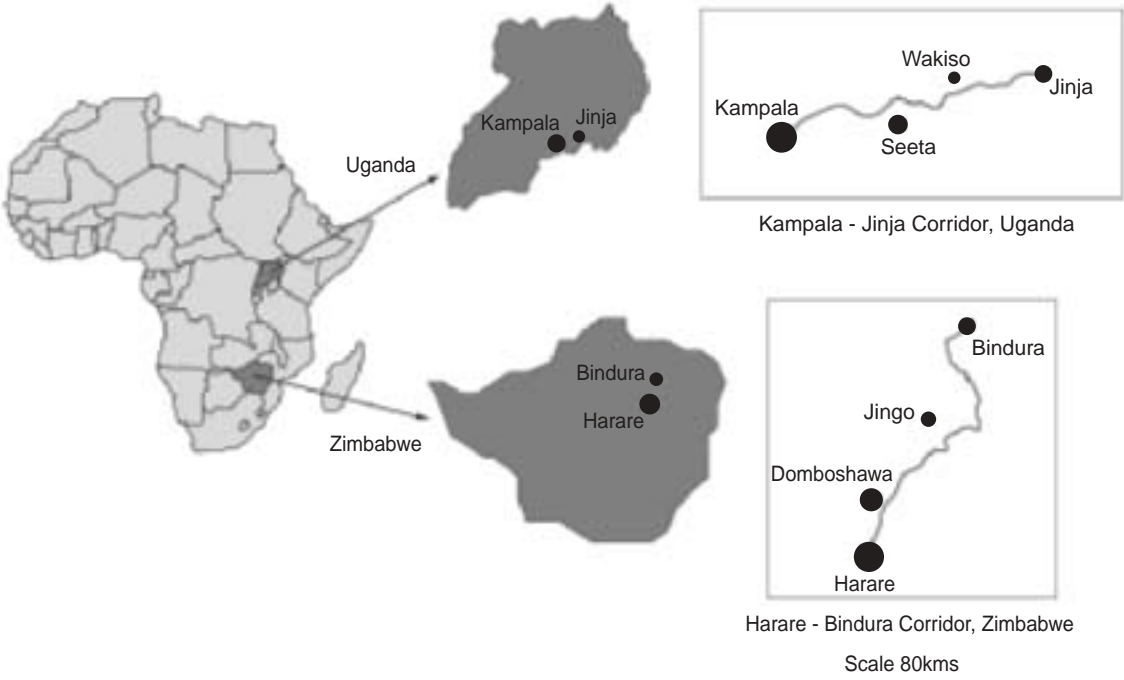 Uganda
Kampala
Jinja
Kampala
Wakiso
Seeta
Jinja
Kampala - Jinja Corridor, Uganda
Zimbabwe
Bindura
Harare
Bindura
Jingo
Domboshawa
Harare
Harare - Bindura Corridor, Zimbabwe
Scale 80kms